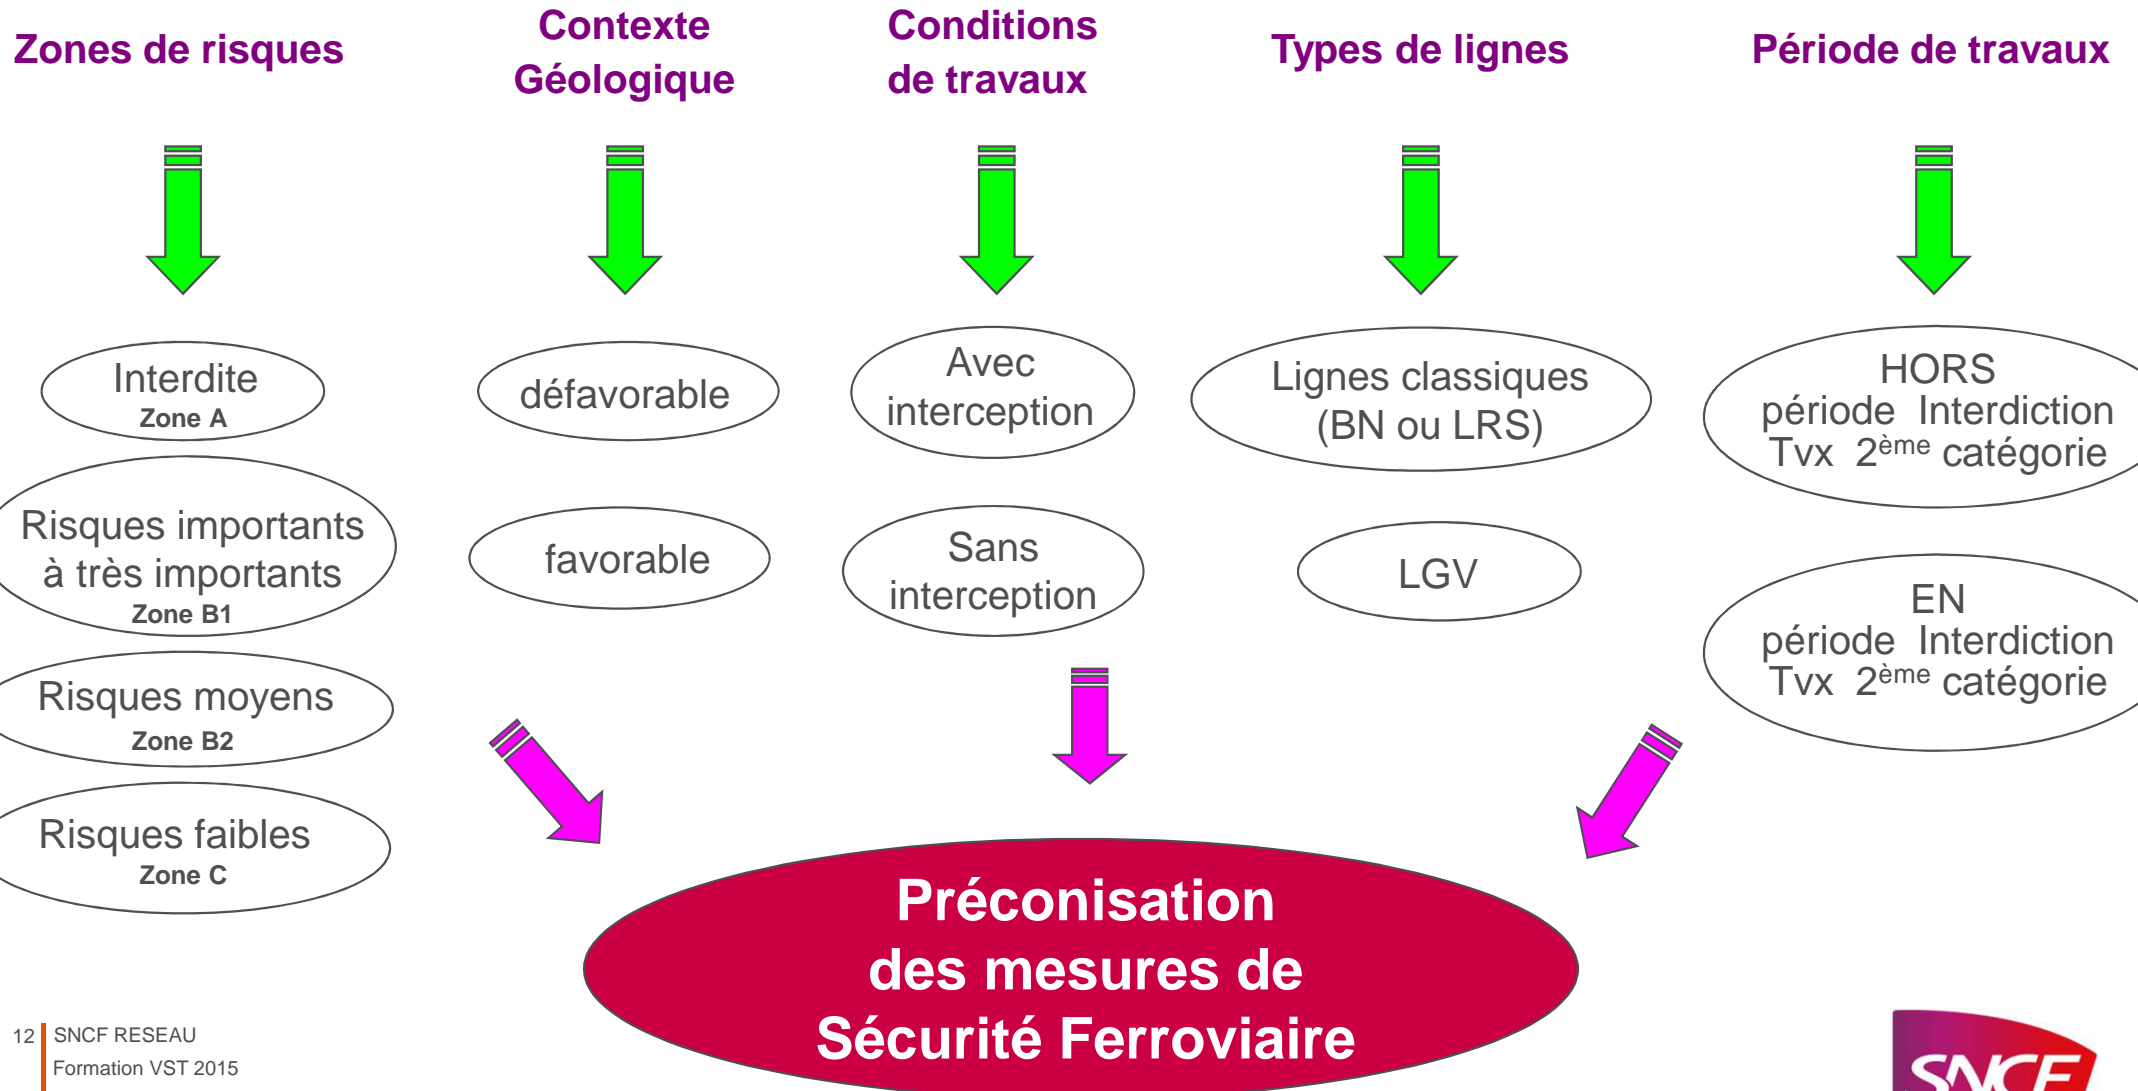 Zones de risques
Contexte
Géologique
Conditions
de travaux
Types de lignes
Période de travaux
Interdite
Zone A
Risques importants
à très importants
Zone B1
Risques moyens
Zone B2
Risques faibles
Zone C
défavorable
favorable
Avec
interception
Sans
interception
Lignes classiques
(BN ou LRS)
LGV
HORS
période Interdiction
Tvx 2ème catégorie
EN
période Interdiction
Tvx 2ème catégorie
Préconisation
des mesures de
Sécurité Ferroviaire
12 SNCF RESEAU
Formation VST 2015
SNCF